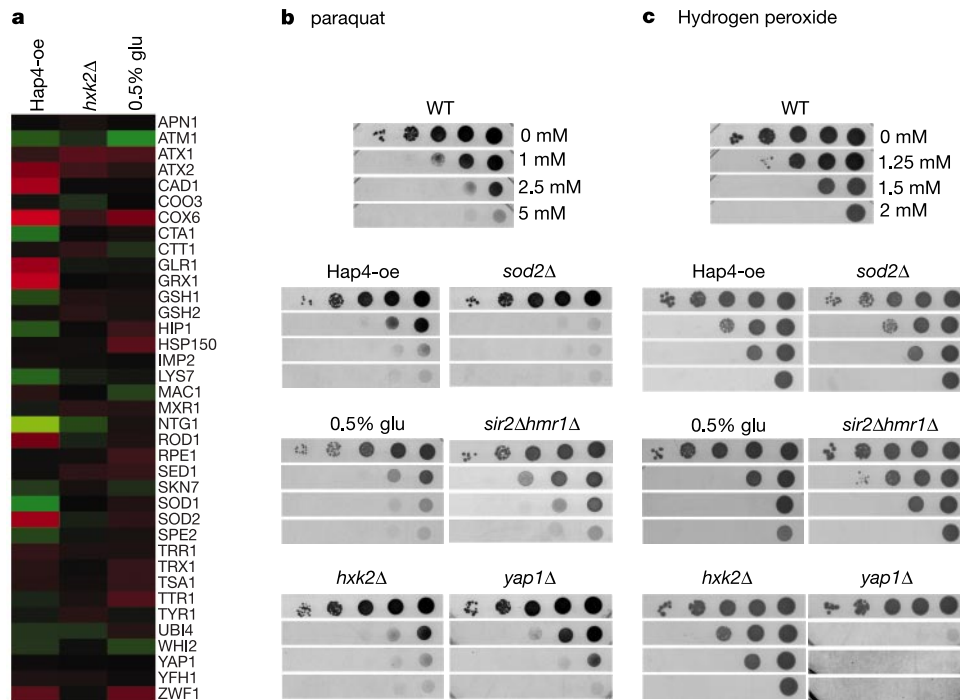 a
Hap4-oe
hxk2Δ
0.5% glu
APN1
ATM1
ATX1
ATX2
CAD1
COO3
COX6
CTA1
CTT1
GLR1
GRX1
GSH1
GSH2
HIP1
HSP150
IMP2
LYS7
MAC1
MXR1
NTG1
ROD1
RPE1
SED1
SKN7
SOD1
SOD2
SPE2
TRR1
TRX1
TSA1
TTR1
TYR1
UBI4
WHI2
YAP1
YFH1
ZWF1
b paraquat
WT
0 mM
1 mM
2.5 mM
5 mM
Hap4-oe
sod2Δ
0.5% glu
sir2Δhmr1Δ
hxk2Δ
yap1Δ
c Hydrogen peroxide
WT
0 mM
1.25 mM
1.5 mM
2 mM
Hap4-oe
sod2Δ
0.5% glu
sir2Δhmr1Δ
hxk2Δ
yap1Δ